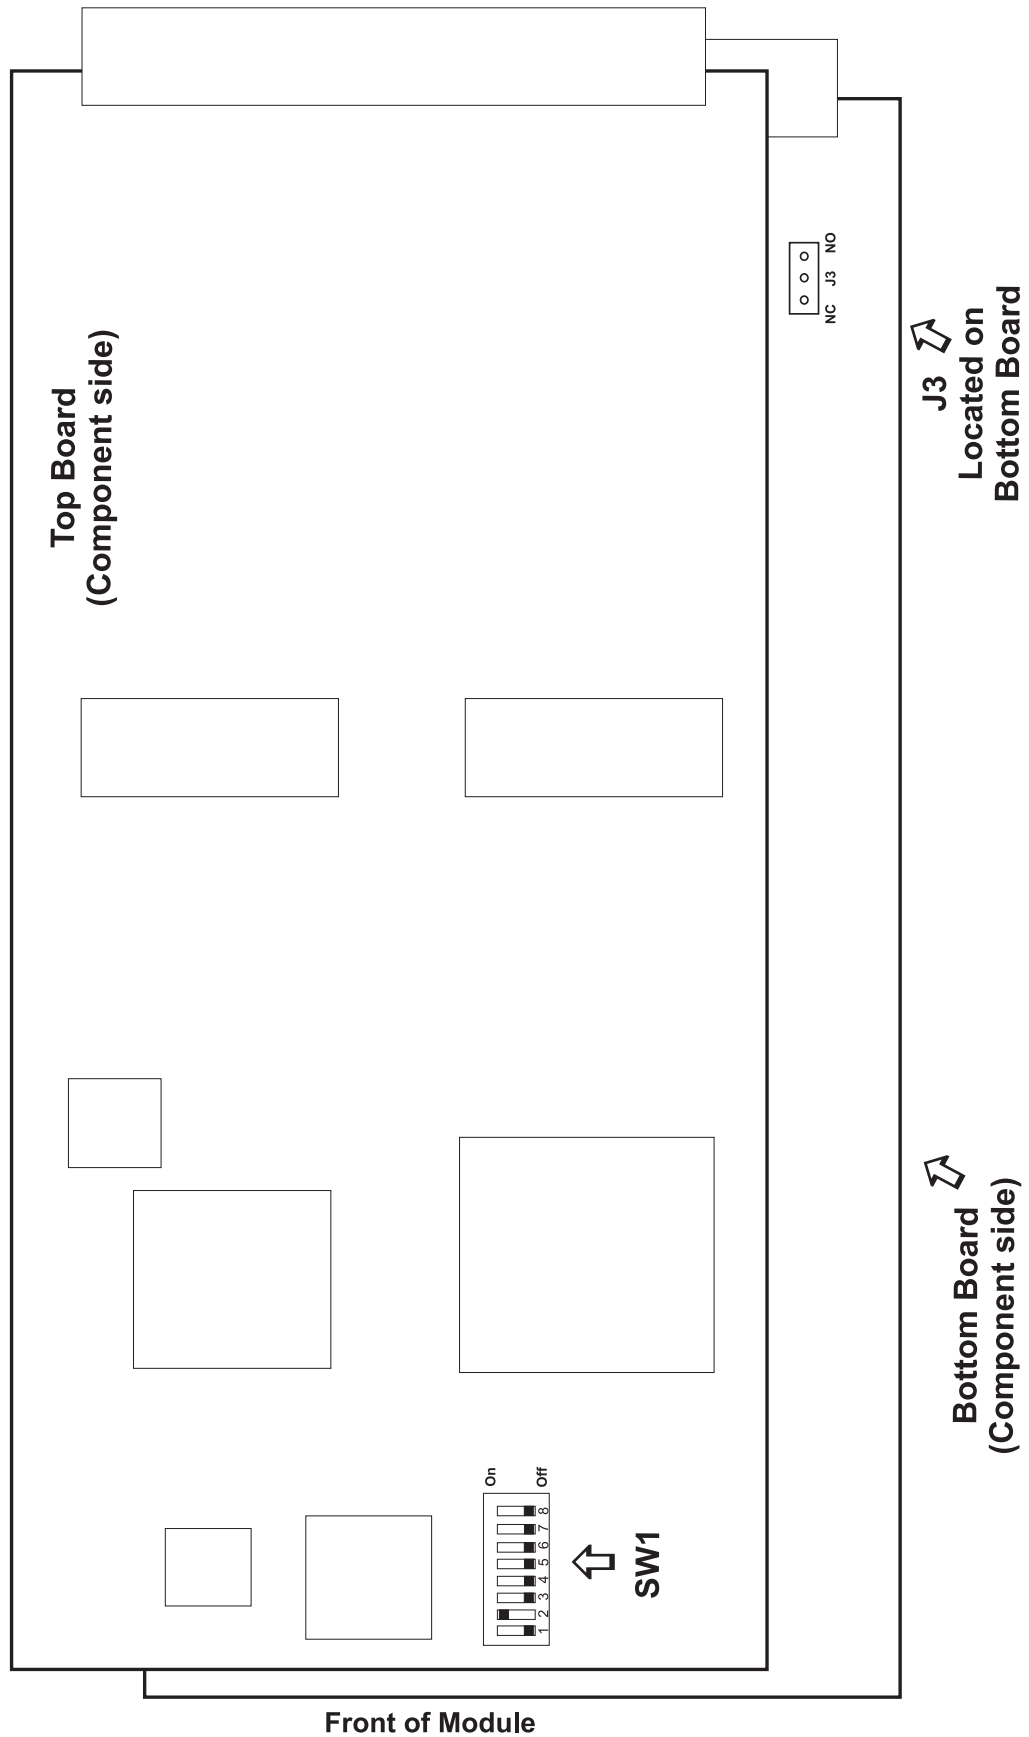 Top Board
(Component side)
NC J3 NO
J3
Located on
Bottom Board
Bottom Board
(Component side)
On
Off
1 2 3 4 5 6 7 8
SW1
Front of Module